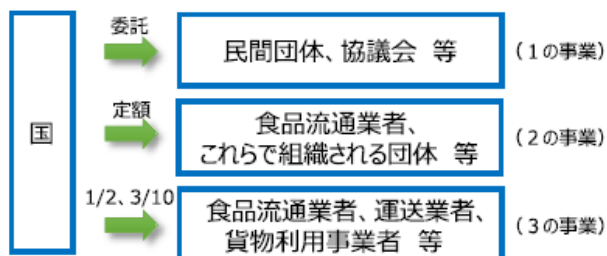 国
委託
民間団体、協議会 等
（１の事業）
定額
食品流通業者、
これらで組織される団体 等
（２の事業）
1/2、3/10
食品流通業者、運送業者、
貨物利用事業者 等
（３の事業）